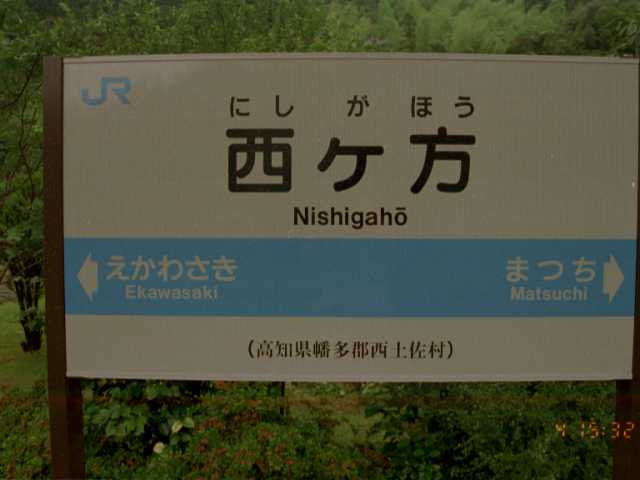 JR
にし が ほう
西ケ方
Nishigahō
えかわさき まつち
Ekawasaki Matsuchi
(高知県幡多郡西土佐村)
4 15:32